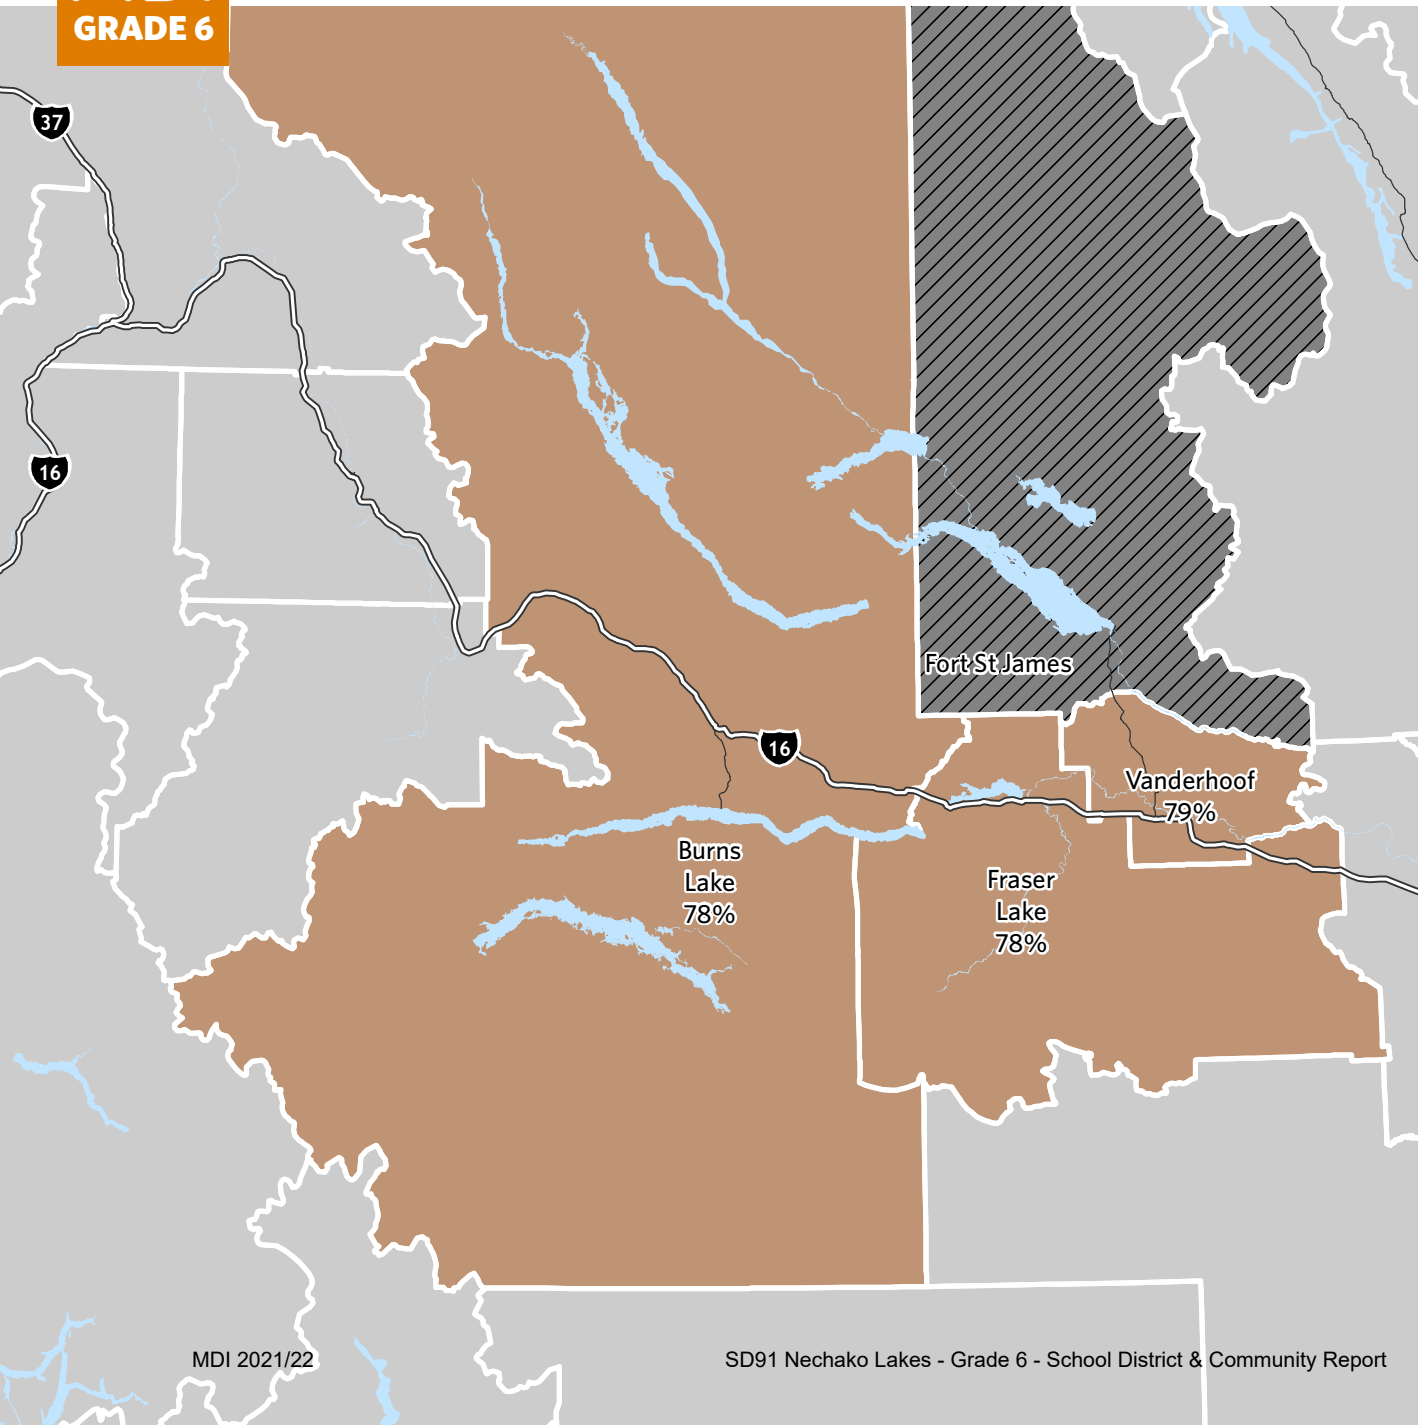 GRADE 6
37
16
Fort St James
16
Vanderhoof
79%
Burns
Lake
78%
Fraser
Lake
78%
MDI 2021/22
SD91 Nechako Lakes - Grade 6 - School District & Community Report